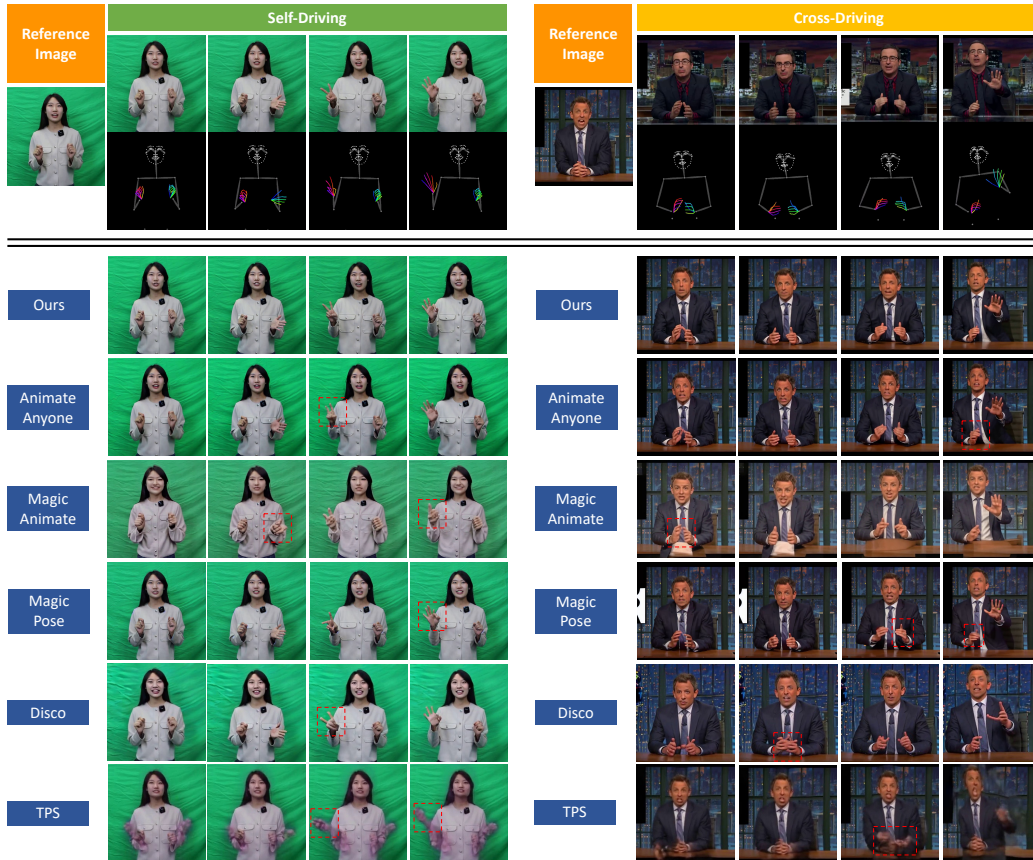 Reference
Image
Self-Driving
Reference
Image
Cross-Driving
Ours
Ours
Animate
Anyone
Animate
Anyone
Magic
Animate
Magic
Animate
Magic
Pose
Magic
Pose
Disco
Disco
TPS
TPS